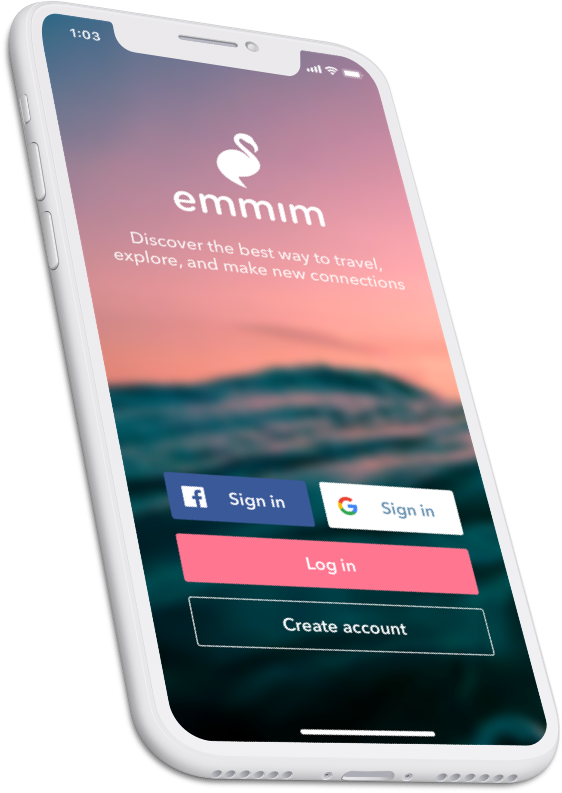 1:03
emmim
Discover the best way to travel,
explore, and make new connections
Sign in
Sign in
Log in
Create account